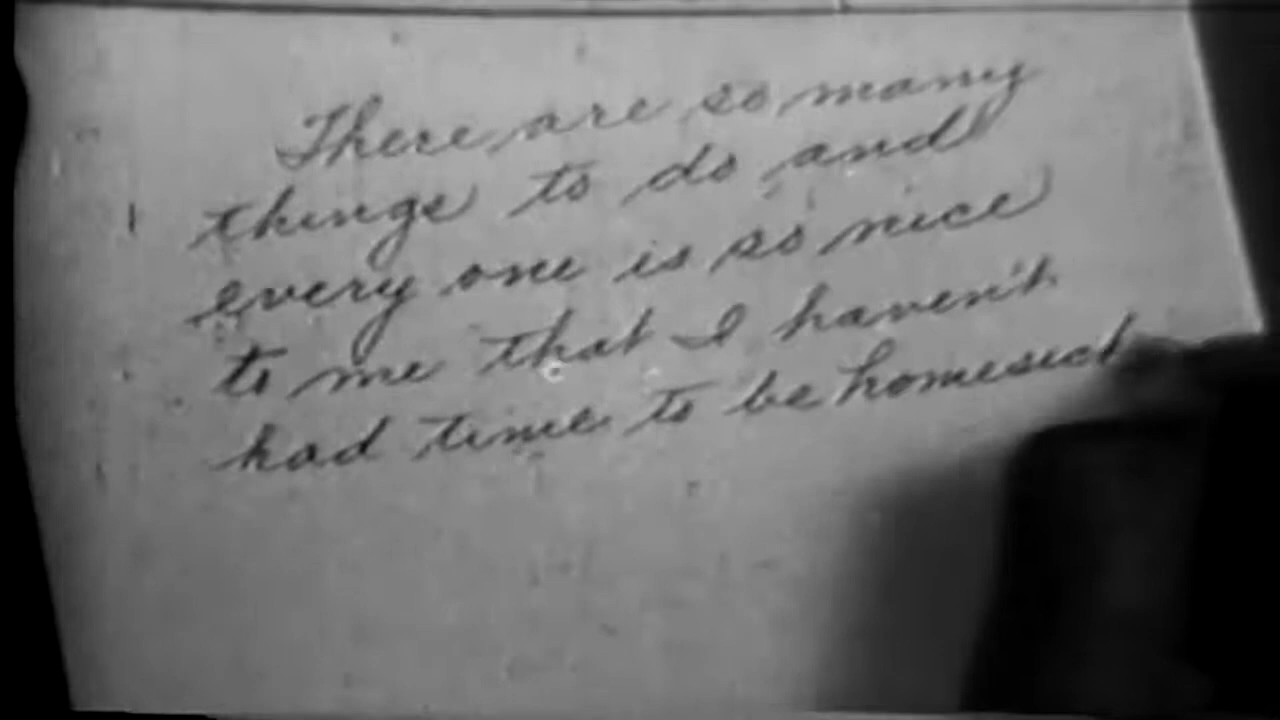 There are so many
things to do and
every one is so nice
to me that I haven't
had time to be homesick